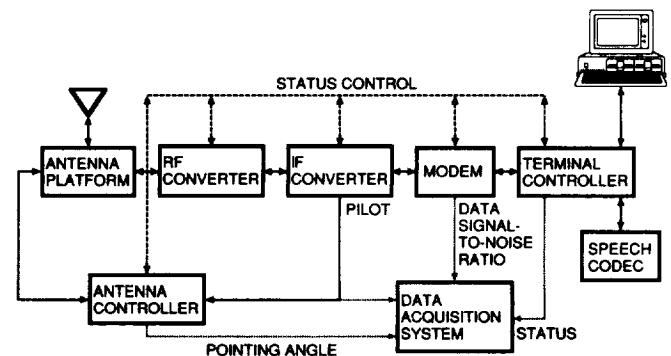 STATUS CONTROL
ANTENNA
PLATFORM
RF
CONVERTER
IF
CONVERTER
MODEM
TERMINAL
CONTROLLER
PILOT
DATA
SIGNAL-
TO-NOISE
RATIO
SPEECH
CODEC
ANTENNA
CONTROLLER
DATA
ACQUISITION
SYSTEM
STATUS
POINTING ANGLE